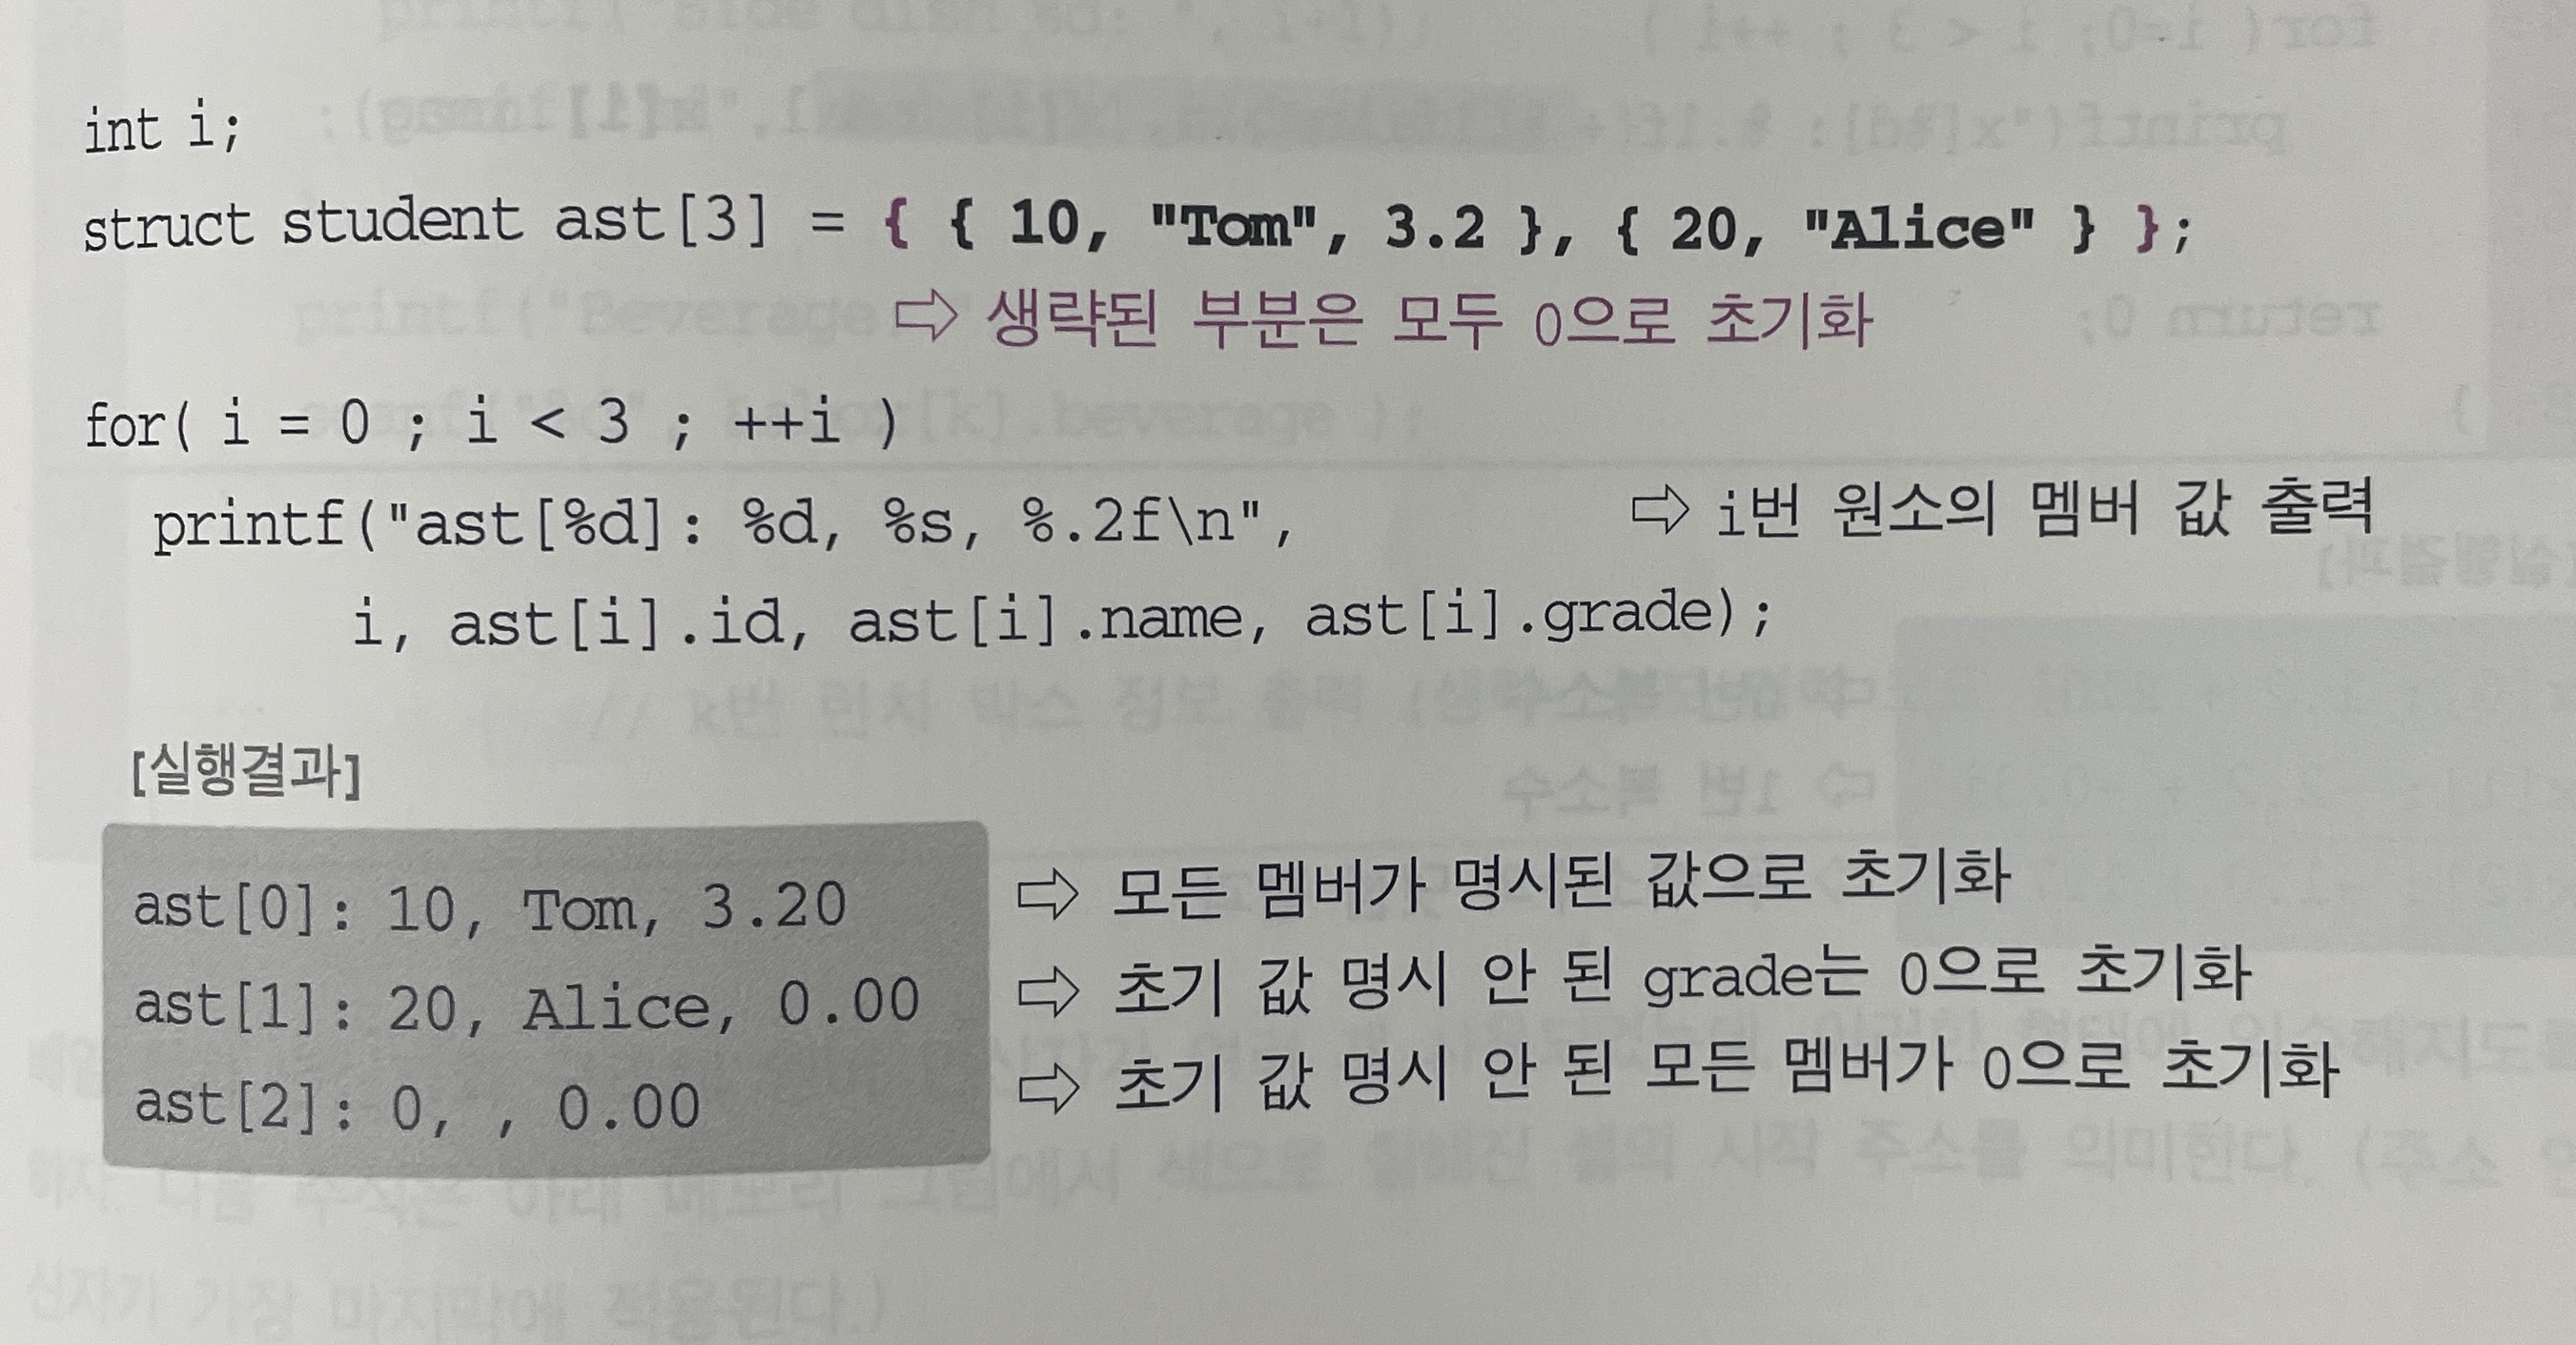 int i;
struct student ast[3] = { { 10, "Tom", 3.2 }, { 20, "Alice" } };
⇨ 생략된 부분은 모두 0으로 초기화
for( i = 0 ; i < 3 ; ++i )
printf("ast[%d]: %d, %s, %.2f\n", ⇨ i번 원소의 멤버 값 출력
i, ast[i].id, ast[i].name, ast[i].grade);
[실행결과]
ast[0]: 10, Tom, 3.20 ⇨ 모든 멤버가 명시된 값으로 초기화
ast[1]: 20, Alice, 0.00 ⇨ 초기 값 명시 안 된 grade는 0으로 초기화
ast[2]: 0, , 0.00 ⇨ 초기 값 명시 안 된 모든 멤버가 0으로 초기화